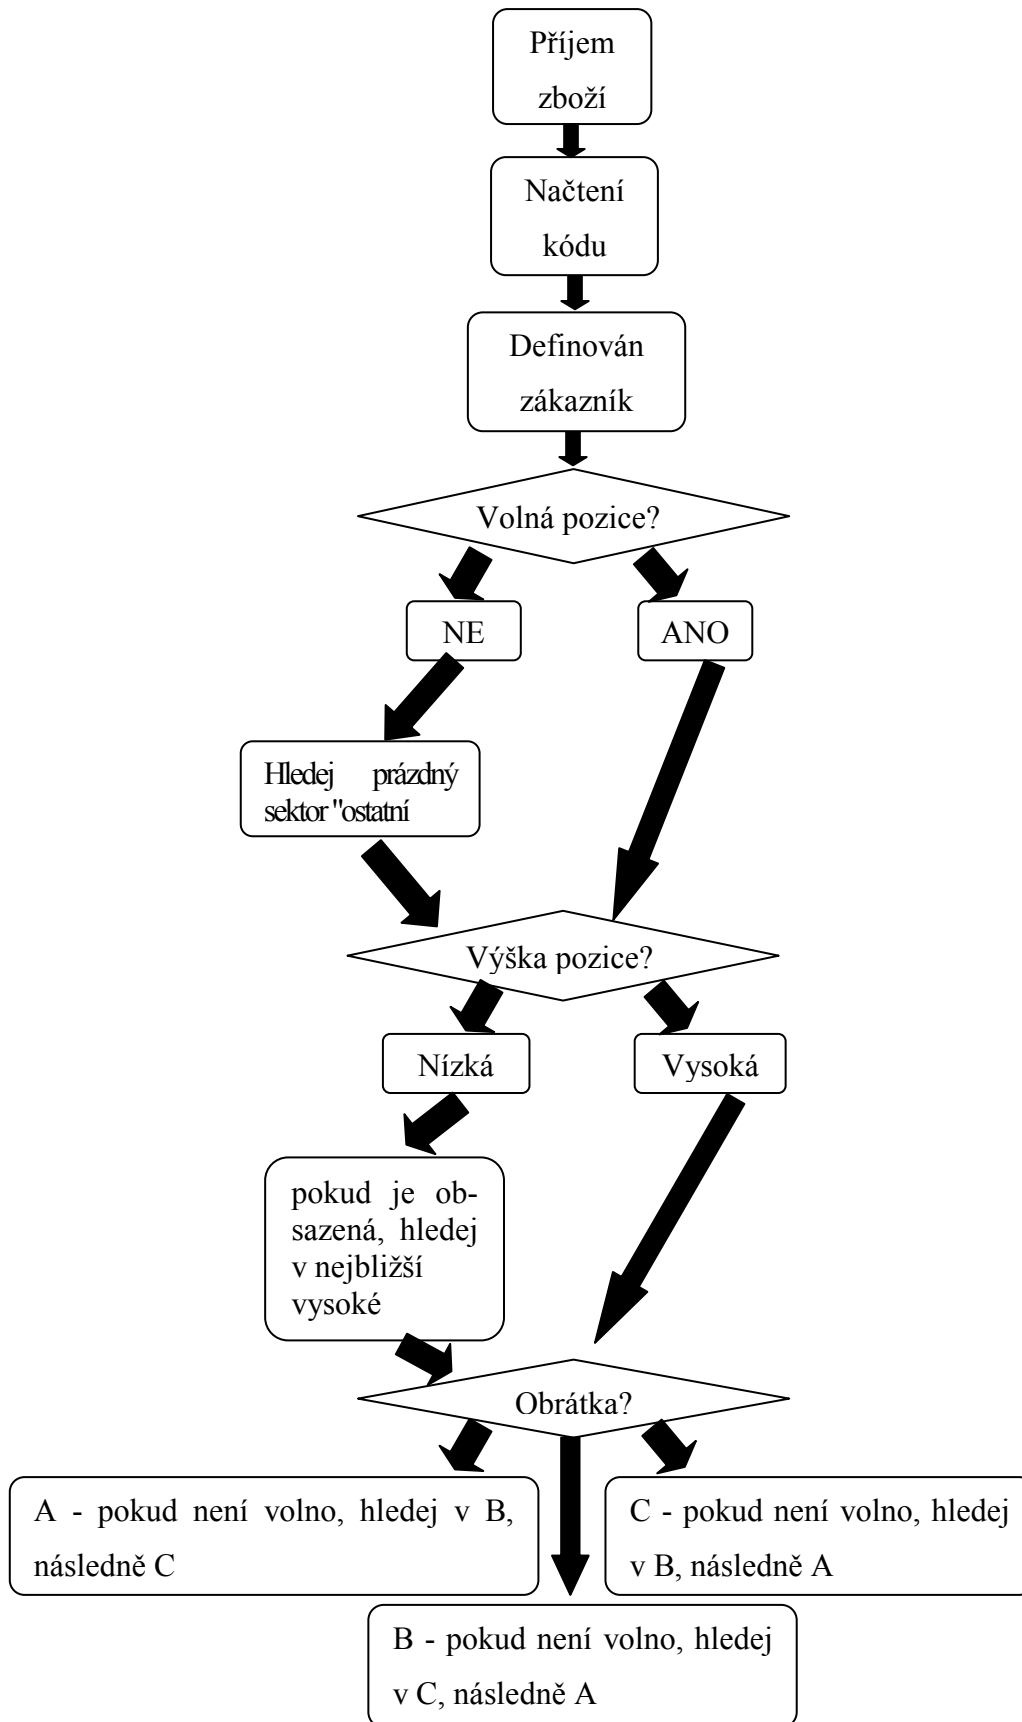 Příjem
zboží
Načtení
kódu
Definován
zákazník
Volná pozice?
NE
ANO
Hledej prázdný
sektor "ostatní
Výška pozice?
Nízká
Vysoká
pokud je ob-
sazená, hledej
v nejbližší
vysoké
Obrátka?
A - pokud není volno, hledej v B,
následně C
C - pokud není volno, hledej
v B, následně A
B - pokud není volno, hledej
v C, následně A